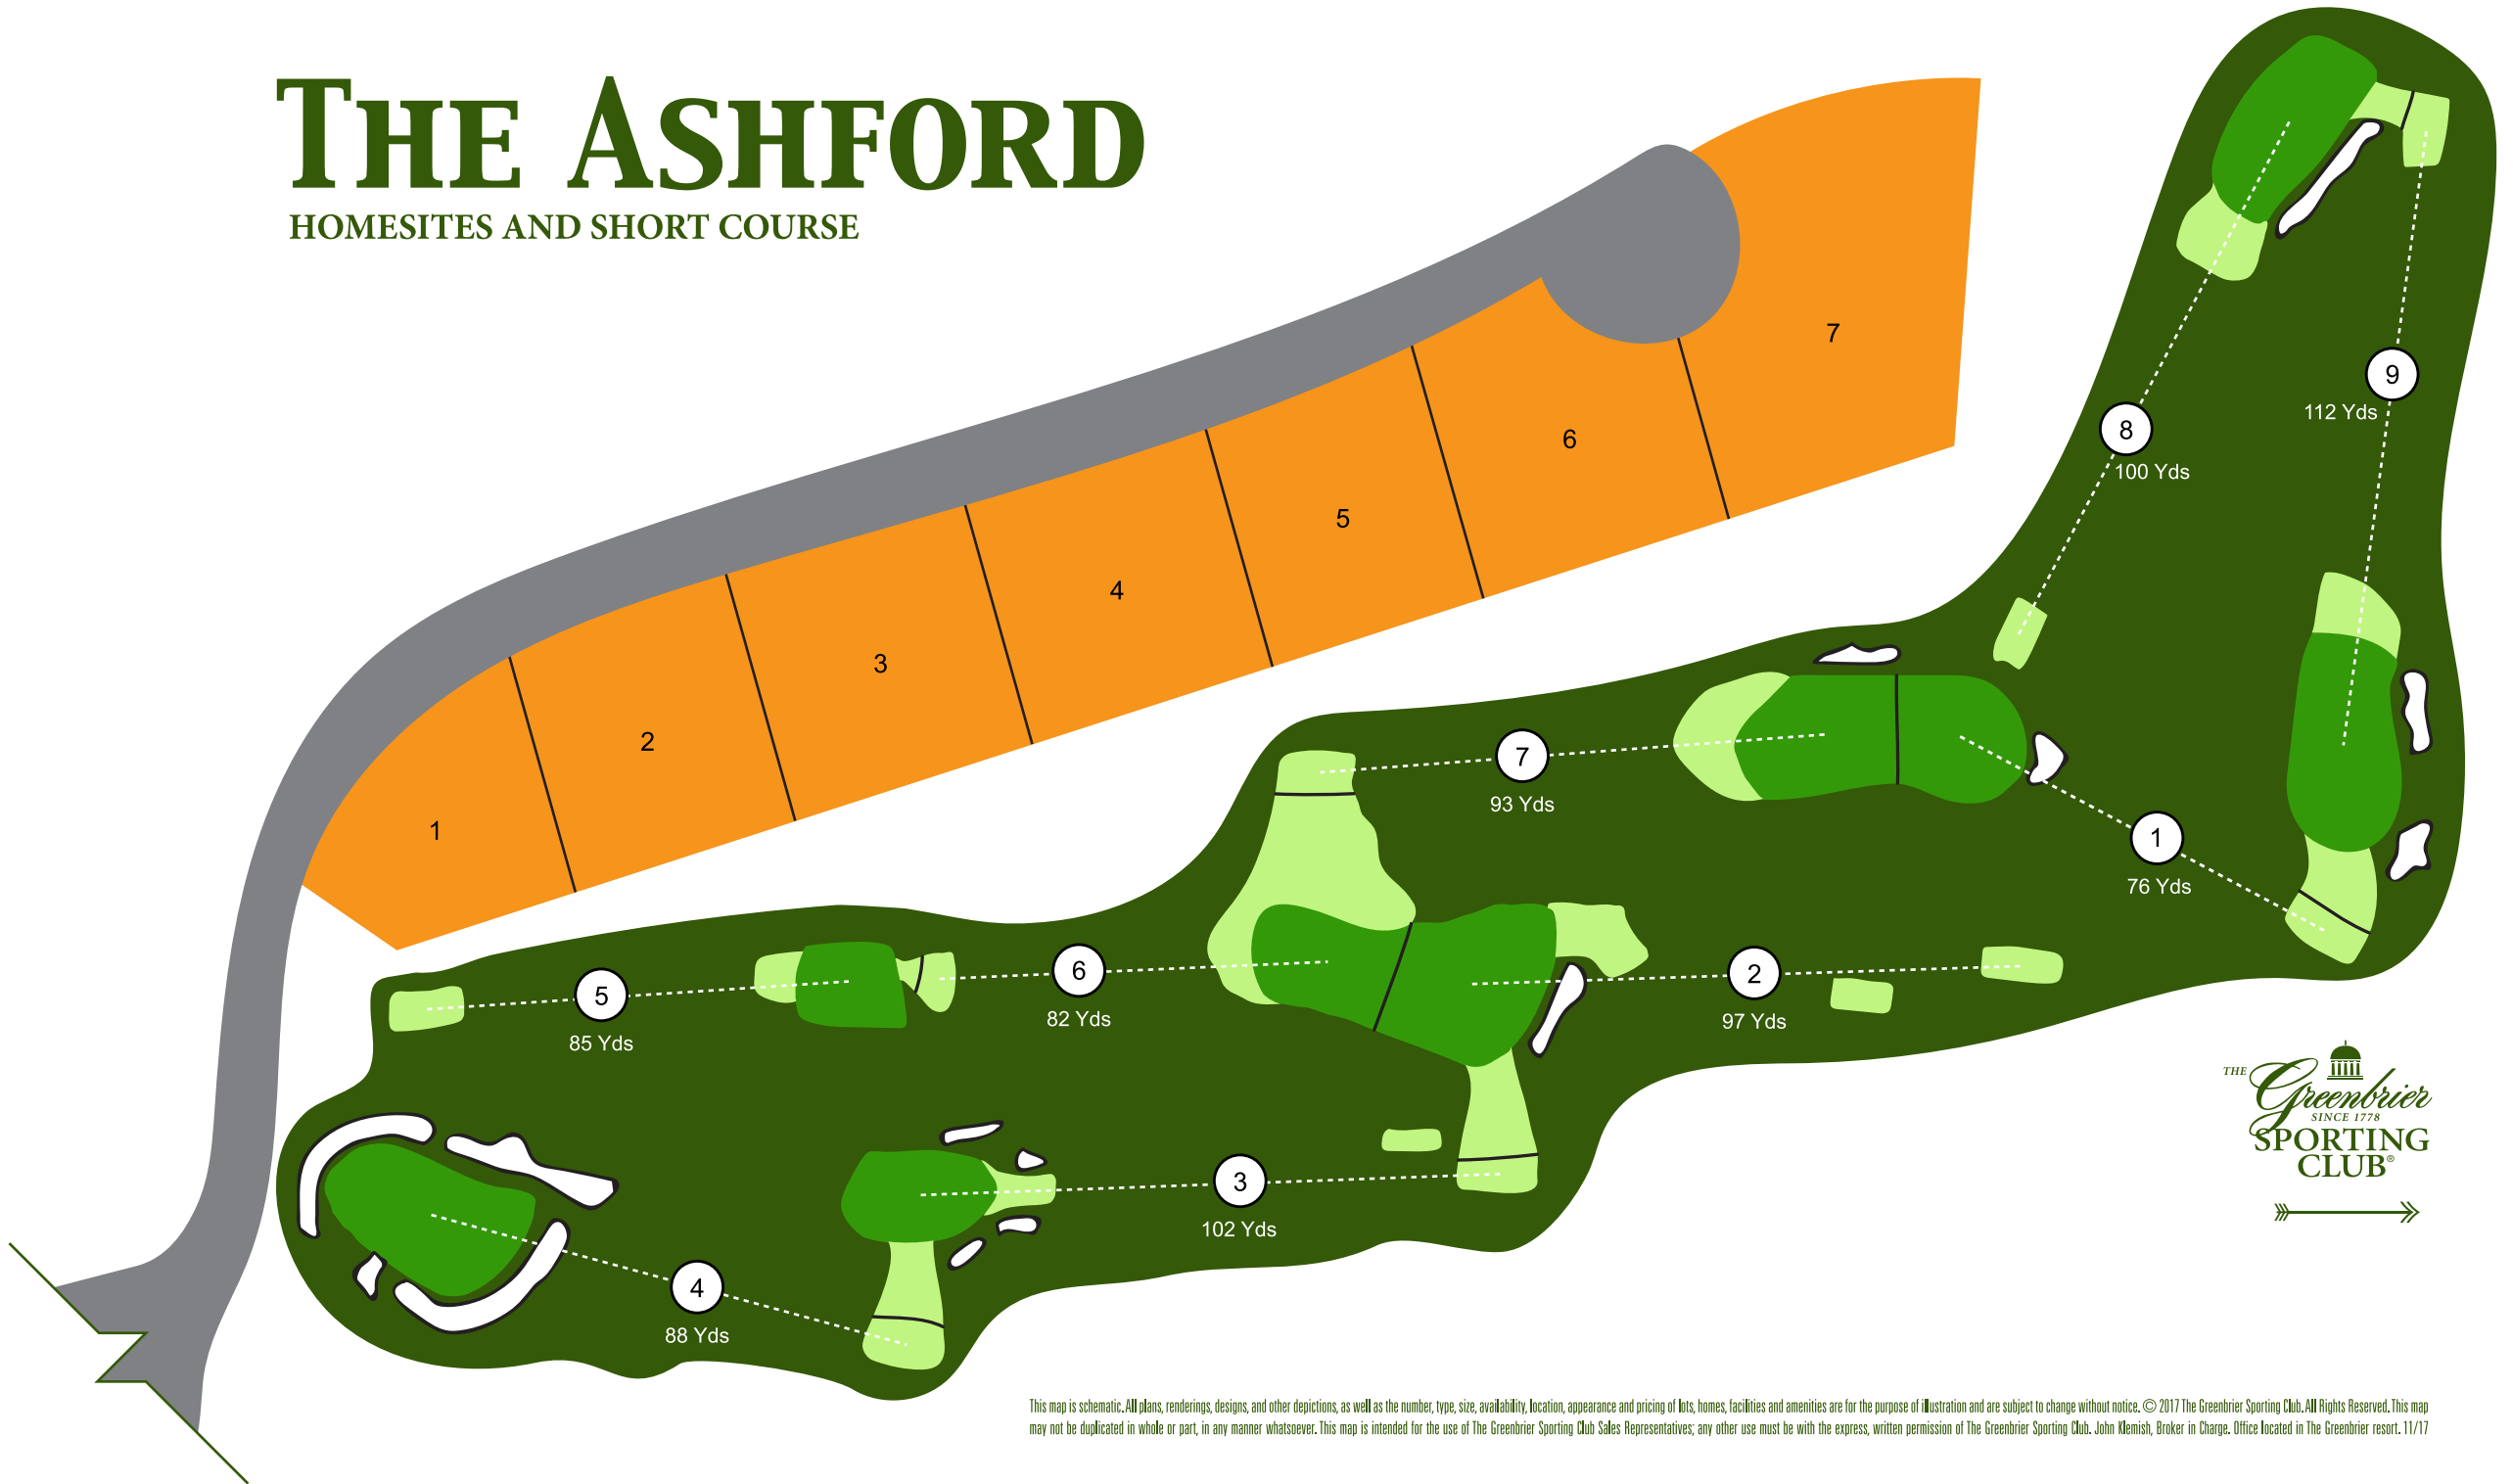 THE ASHFORD
HOMESITES AND SHORT COURSE
7
6
5
4
3
2
1
9
112 Yds
8
100 Yds
7
93 Yds
1
76 Yds
6
82 Yds
2
97 Yds
5
85 Yds
3
102 Yds
4
88 Yds
THE
Greenbrier
SINCE 1778
SPORTING
CLUB®
This map is schematic. All plans, renderings, designs, and other depictions, as well as the number, type, size, availability, location, appearance and pricing of lots, homes, facilities and amenities are for the purpose of illustration and are subject to change without notice. © 2017 The Greenbrier Sporting Club. All Rights Reserved. This map
may not be duplicated in whole or part, in any manner whatsoever. This map is intended for the use of The Greenbrier Sporting Club Sales Representatives; any other use must be with the express, written permission of The Greenbrier Sporting Club. John Klemish, Broker in Charge. Office located in The Greenbrier resort. 11/17